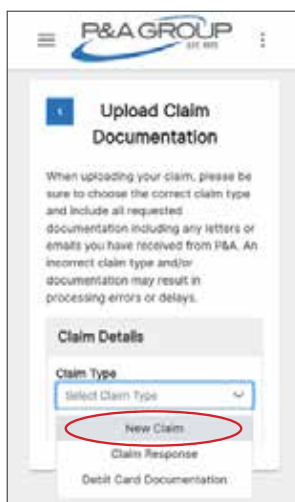 P&A GROUP
EST. 1975
Upload Claim
Documentation
When uploading your claim, please be
sure to choose the correct claim type
and include all requested
documentation including any letters or
emails you have received from P&A. An
incorrect claim type and/or
documentation may result in
processing errors or delays.
Claim Details
Claim Type
Select Claim Type
New Claim
Claim Response
Debit Card Documentation